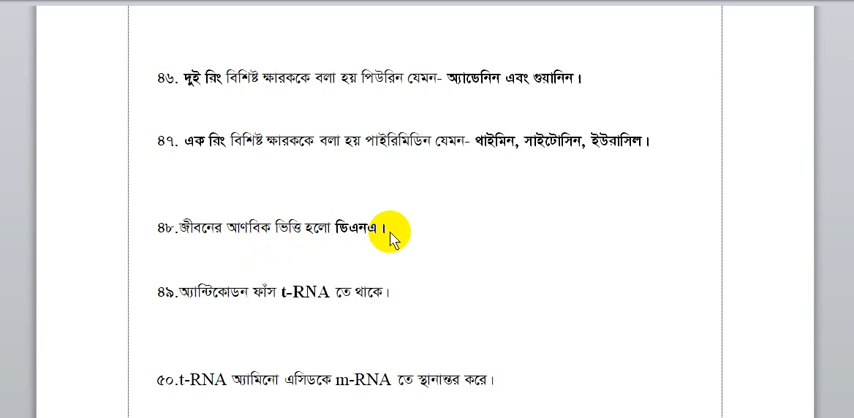 ৪৬. দুই রিং বিশিষ্ট ক্ষারককে বলা হয় পিউরিন যেমন- অ্যাডেনিন এবং গুয়ানিন।
৪৭. এক রিং বিশিষ্ট ক্ষারককে বলা হয় পাইরিমিডিন যেমন- থাইমিন, সাইটোসিন, ইউরাসিল।
৪৮.জীবনের আণবিক ভিত্তি হলো ডিএনএ।
৪৯.অ্যান্টিকোডন ফাঁস t-RNA তে থাকে।
৫০.t-RNA অ্যামিনো এসিডকে m-RNA তে স্থানান্তর করে।